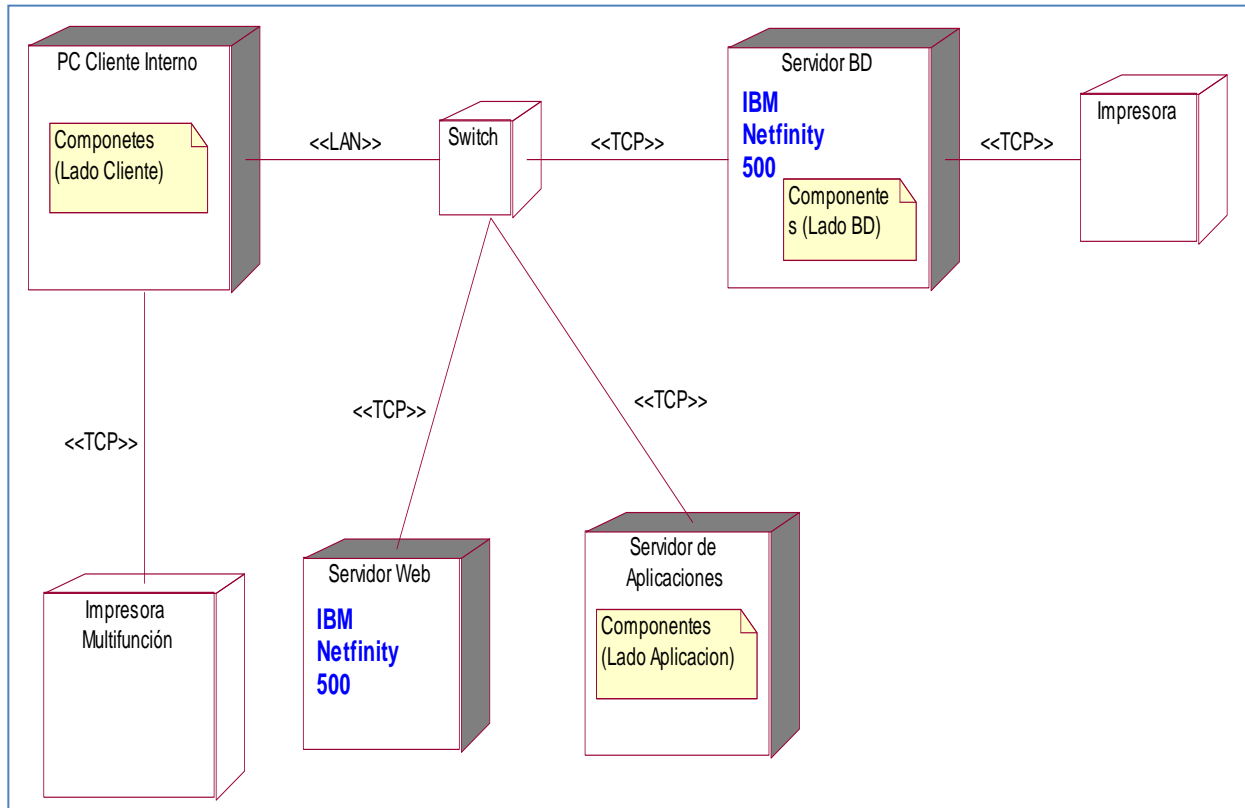 PC Cliente Interno
Componetes
(Lado Cliente)
<<LAN>>
Switch
<<TCP>>
Servidor BD
IBM
Netfinity
500
Componente
s (Lado BD)
<<TCP>>
Impresora
<<TCP>>
<<TCP>>
<<TCP>>
Impresora
Multifunción
Servidor Web
IBM
Netfinity
500
Servidor de
Aplicaciones
Componentes
(Lado Aplicacion)